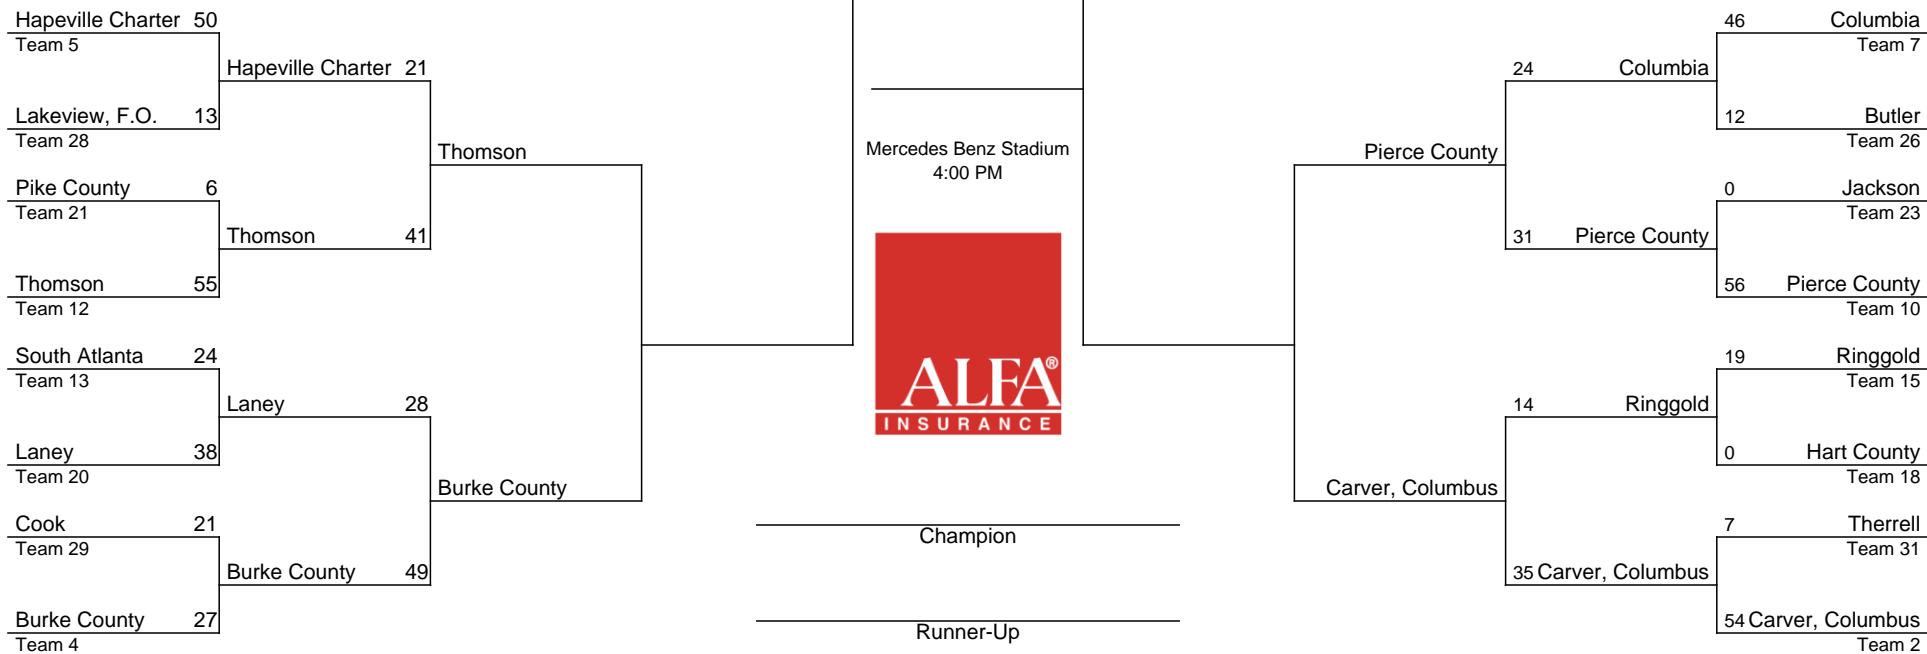 Hapeville Charter 50
Team 5
Hapeville Charter 21
Lakeview, F.O. 13
Team 28
Thomson
Pike County 6
Team 21
Thomson 41
Thomson 55
Team 12
South Atlanta 24
Team 13
Laney 28
Laney 38
Team 20
Burke County
Cook 21
Team 29
Burke County 49
Burke County 27
Team 4
Mercedes Benz Stadium
4:00 PM
ALFA®
INSURANCE
Champion
Runner-Up
46 Columbia
Team 7
24 Columbia
12 Butler
Team 26
Pierce County
0 Jackson
Team 23
31 Pierce County
56 Pierce County
Team 10
19 Ringgold
Team 15
14 Ringgold
0 Hart County
Team 18
Carver, Columbus
7 Therrell
Team 31
35 Carver, Columbus
54 Carver, Columbus
Team 2